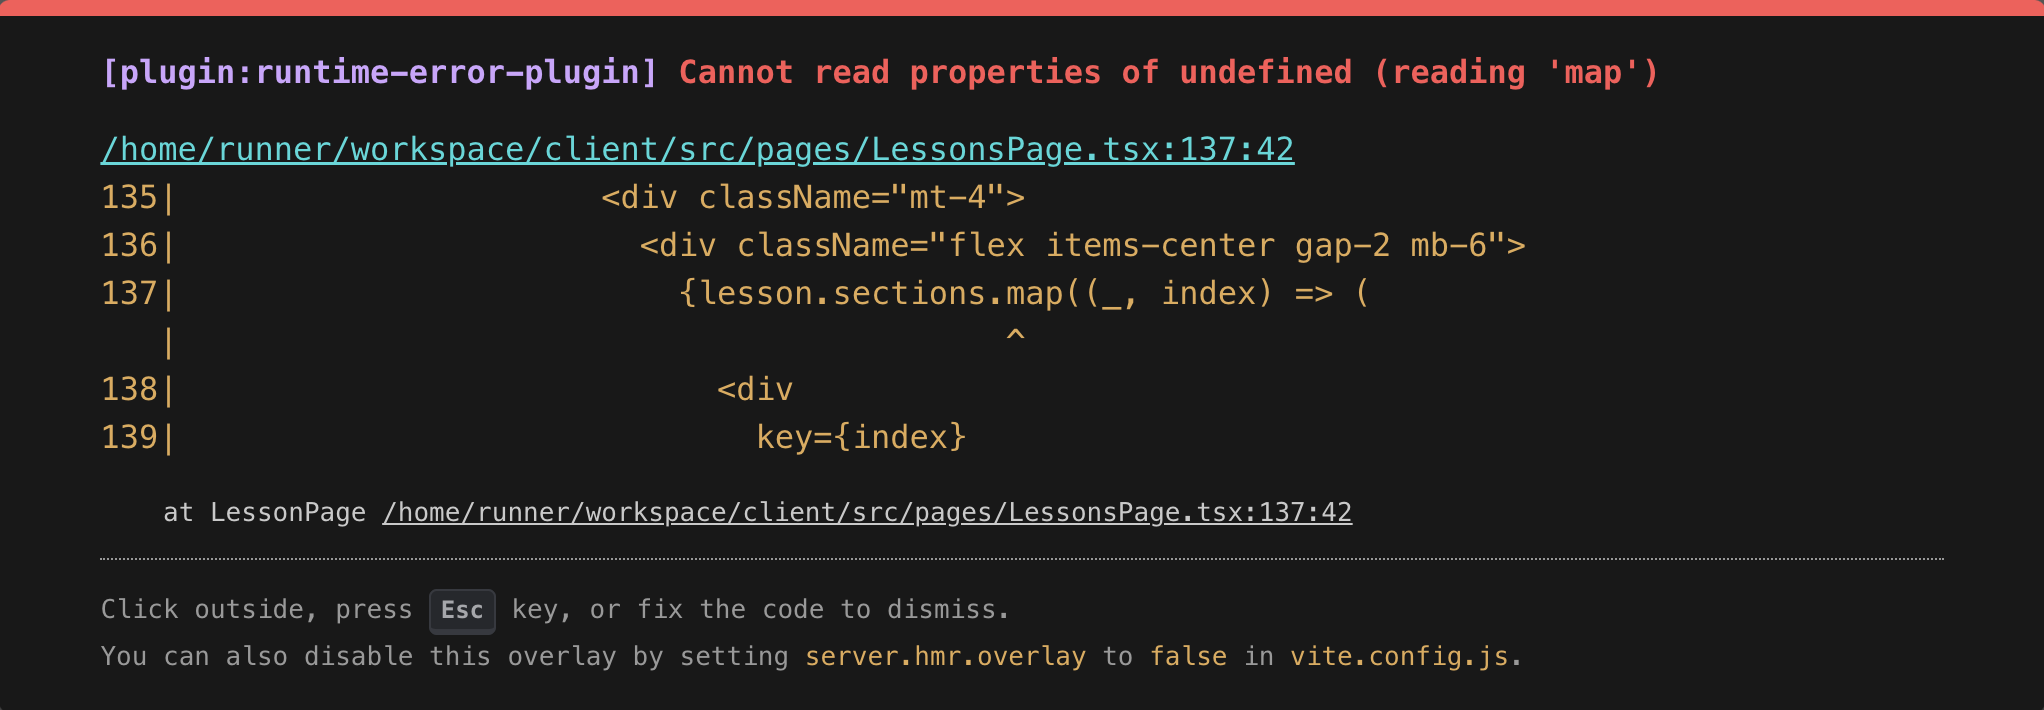 [plugin:runtime-error-plugin] Cannot read properties of undefined (reading 'map')
/home/runner/workspace/client/src/pages/LessonsPage.tsx:137:42
135|                      <div className="mt-4">
136|                        <div className="flex items-center gap-2 mb-6">
137|                          {lesson.sections.map((_, index) => (
   |                                           ^
138|                            <div
139|                              key={index}
at LessonPage /home/runner/workspace/client/src/pages/LessonsPage.tsx:137:42
Click outside, press Esc key, or fix the code to dismiss.
You can also disable this overlay by setting server.hmr.overlay to false in vite.config.js.